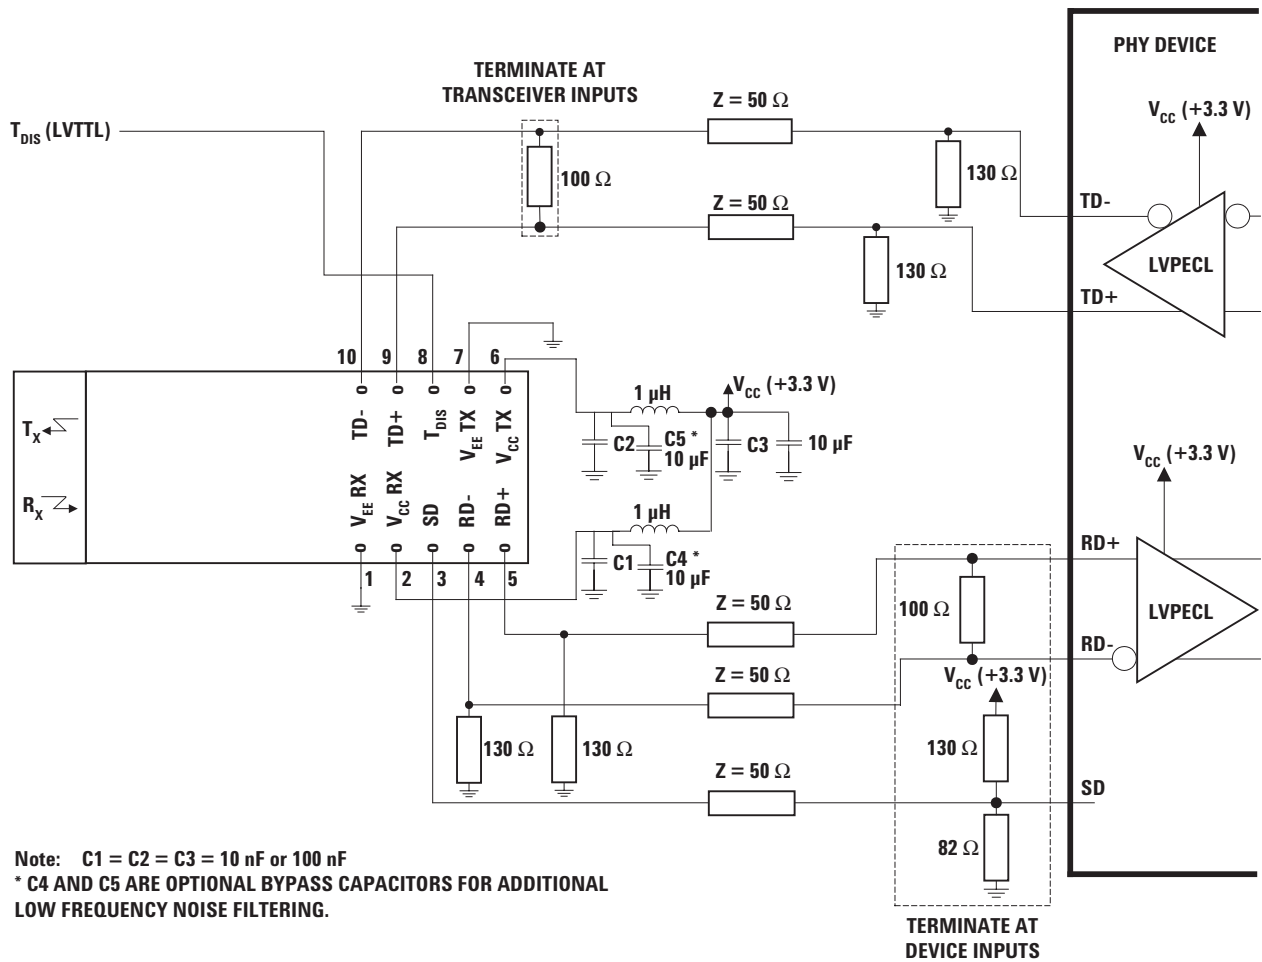 PHY DEVICE
TERMINATE AT
TRANSCEIVER INPUTS
Z = 50 Ω
T_DIS (LVTTL)
V_CC (+3.3 V)
100 Ω
130 Ω
TD-
Z = 50 Ω
LVPECL
130 Ω
TD+
10 9 8 7 6
TD- TD+ T_DIS V_EE TX V_CC TX
T_X
R_X
V_EE RX V_CC RX SD RD- RD+
1 2 3 4 5
1 µH
V_CC (+3.3 V)
C2
C5 *
10 µF
C3
10 µF
1 µH
C1
C4 *
10 µF
V_CC (+3.3 V)
RD+
Z = 50 Ω
100 Ω
LVPECL
RD-
Z = 50 Ω
V_CC (+3.3 V)
130 Ω
130 Ω
130 Ω
Z = 50 Ω
SD
82 Ω
Note: C1 = C2 = C3 = 10 nF or 100 nF
* C4 AND C5 ARE OPTIONAL BYPASS CAPACITORS FOR ADDITIONAL
LOW FREQUENCY NOISE FILTERING.
TERMINATE AT
DEVICE INPUTS